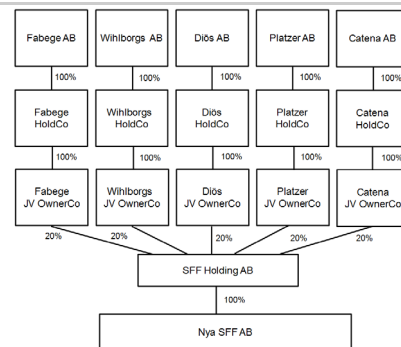 Fabege AB
Wihlborgs AB
Diös AB
Platzer AB
Catena AB
100%
100%
100%
100%
100%
Fabege
HoldCo
Wihlborgs
HoldCo
Diös
HoldCo
Platzer
HoldCo
Catena
HoldCo
100%
100%
100%
100%
100%
Fabege
JV OwnerCo
Wihlborgs
JV OwnerCo
Diös
JV OwnerCo
Platzer
JV OwnerCo
Catena
JV OwnerCo
20%
20%
20%
20%
20%
SFF Holding AB
100%
Nya SFF AB